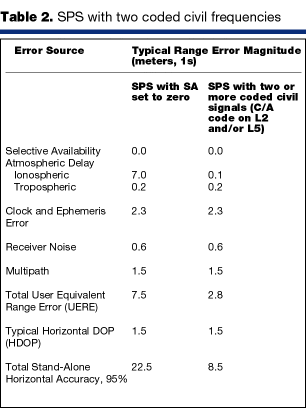 Table 2. SPS with two coded civil frequencies
Error Source Typical Range Error Magnitude
(meters, 1s)
SPS with SA SPS with two or
set to zero more coded civil
signals (C/A
code on L2
and/or L5)
Selective Availability 0.0 0.0
Atmospheric Delay
Ionospheric 7.0 0.1
Tropospheric 0.2 0.2
Clock and Ephemeris 2.3 2.3
Error
Receiver Noise 0.6 0.6
Multipath 1.5 1.5
Total User Equivalent 7.5 2.8
Range Error (UERE)
Typical Horizontal DOP 1.5 1.5
(HDOP)
Total Stand-Alone 22.5 8.5
Horizontal Accuracy, 95%